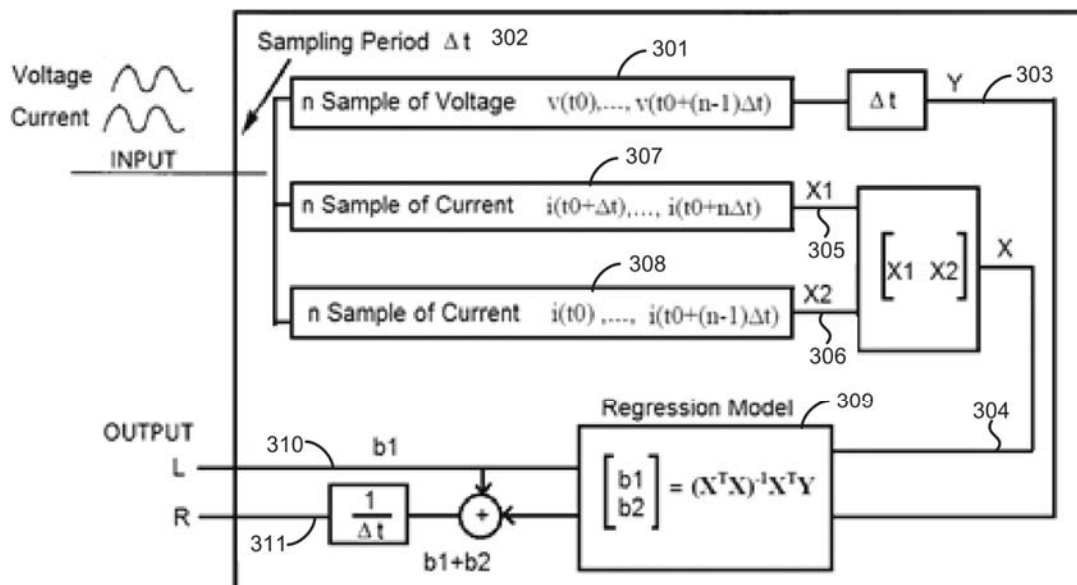 Sampling Period Δt 302
301
Voltage
Current
INPUT
n Sample of Voltage v(t0),..., v(t0+(n-1)Δt)
Δt
Y
303
307
n Sample of Current i(t0+Δt),..., i(t0+nΔt)
X1
305
308
n Sample of Current i(t0) ,..., i(t0+(n-1)Δt)
X2
306
[X1 X2]
X
Regression Model
309
304
OUTPUT
310
b1
L
[b1
b2] = (XᵀX)⁻¹XᵀY
R
311
1
Δt
+
b1+b2